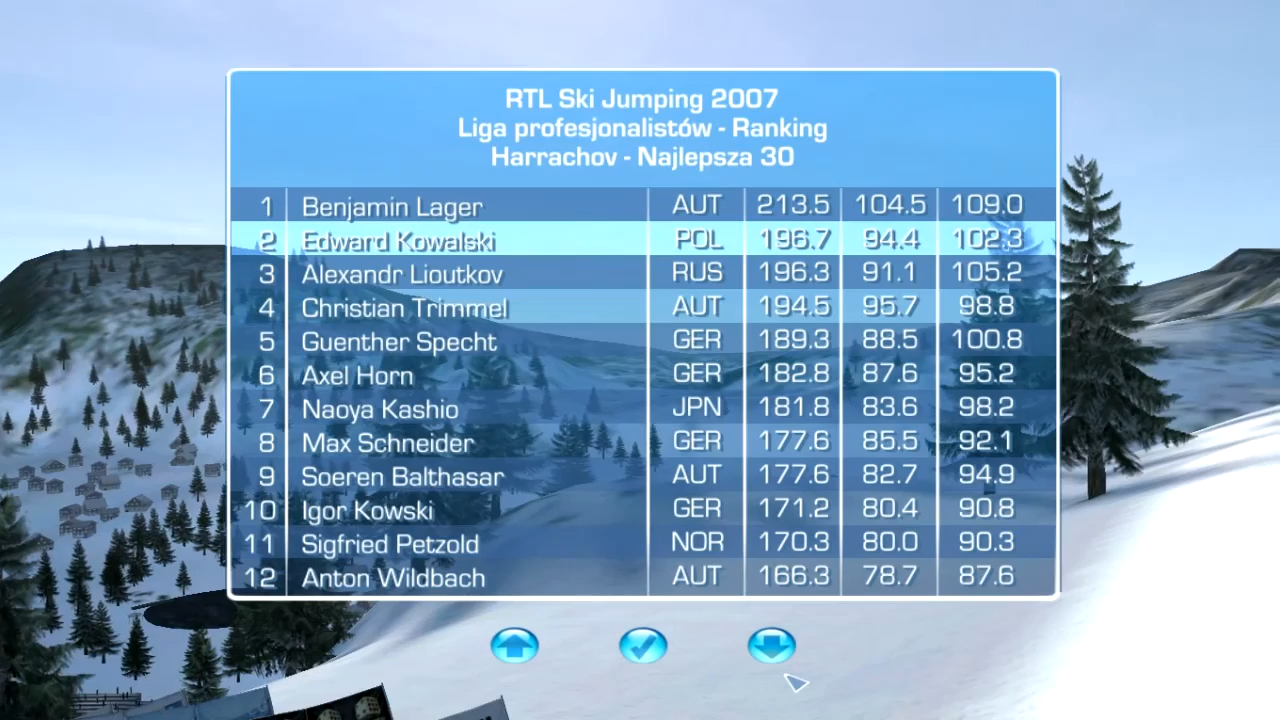 RTL Ski Jumping 2007
Liga profesjonalistów - Ranking
Harrachov - Najlepsza 30
1 Benjamin Lager AUT 213.5 104.5 109.0
2 Edward Kowalski POL 196.7 94.4 102.3
3 Alexandr Lioutkov RUS 196.3 91.1 105.2
4 Christian Trimmel AUT 194.5 95.7 98.8
5 Guenther Specht GER 189.3 88.5 100.8
6 Axel Horn GER 182.8 87.6 95.2
7 Naoya Kashio JPN 181.8 83.6 98.2
8 Max Schneider GER 177.6 85.5 92.1
9 Soeren Balthasar AUT 177.6 82.7 94.9
10 Igor Kowski GER 171.2 80.4 90.8
11 Sigfried Petzold NOR 170.3 80.0 90.3
12 Anton Wildbach AUT 166.3 78.7 87.6